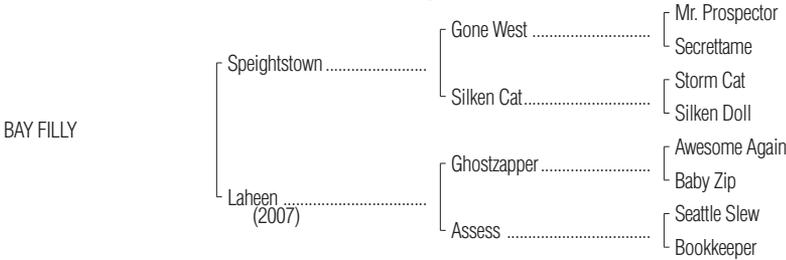 Mr. Prospector
Gone West ..............................
Secrettame
Speightstown ..........................
Storm Cat
Silken Cat................................
Silken Doll
BAY FILLY
Awesome Again
Ghostzapper............................
Baby Zip
Laheen ....................................
(2007)
Seattle Slew
Assess ....................................
Bookkeeper